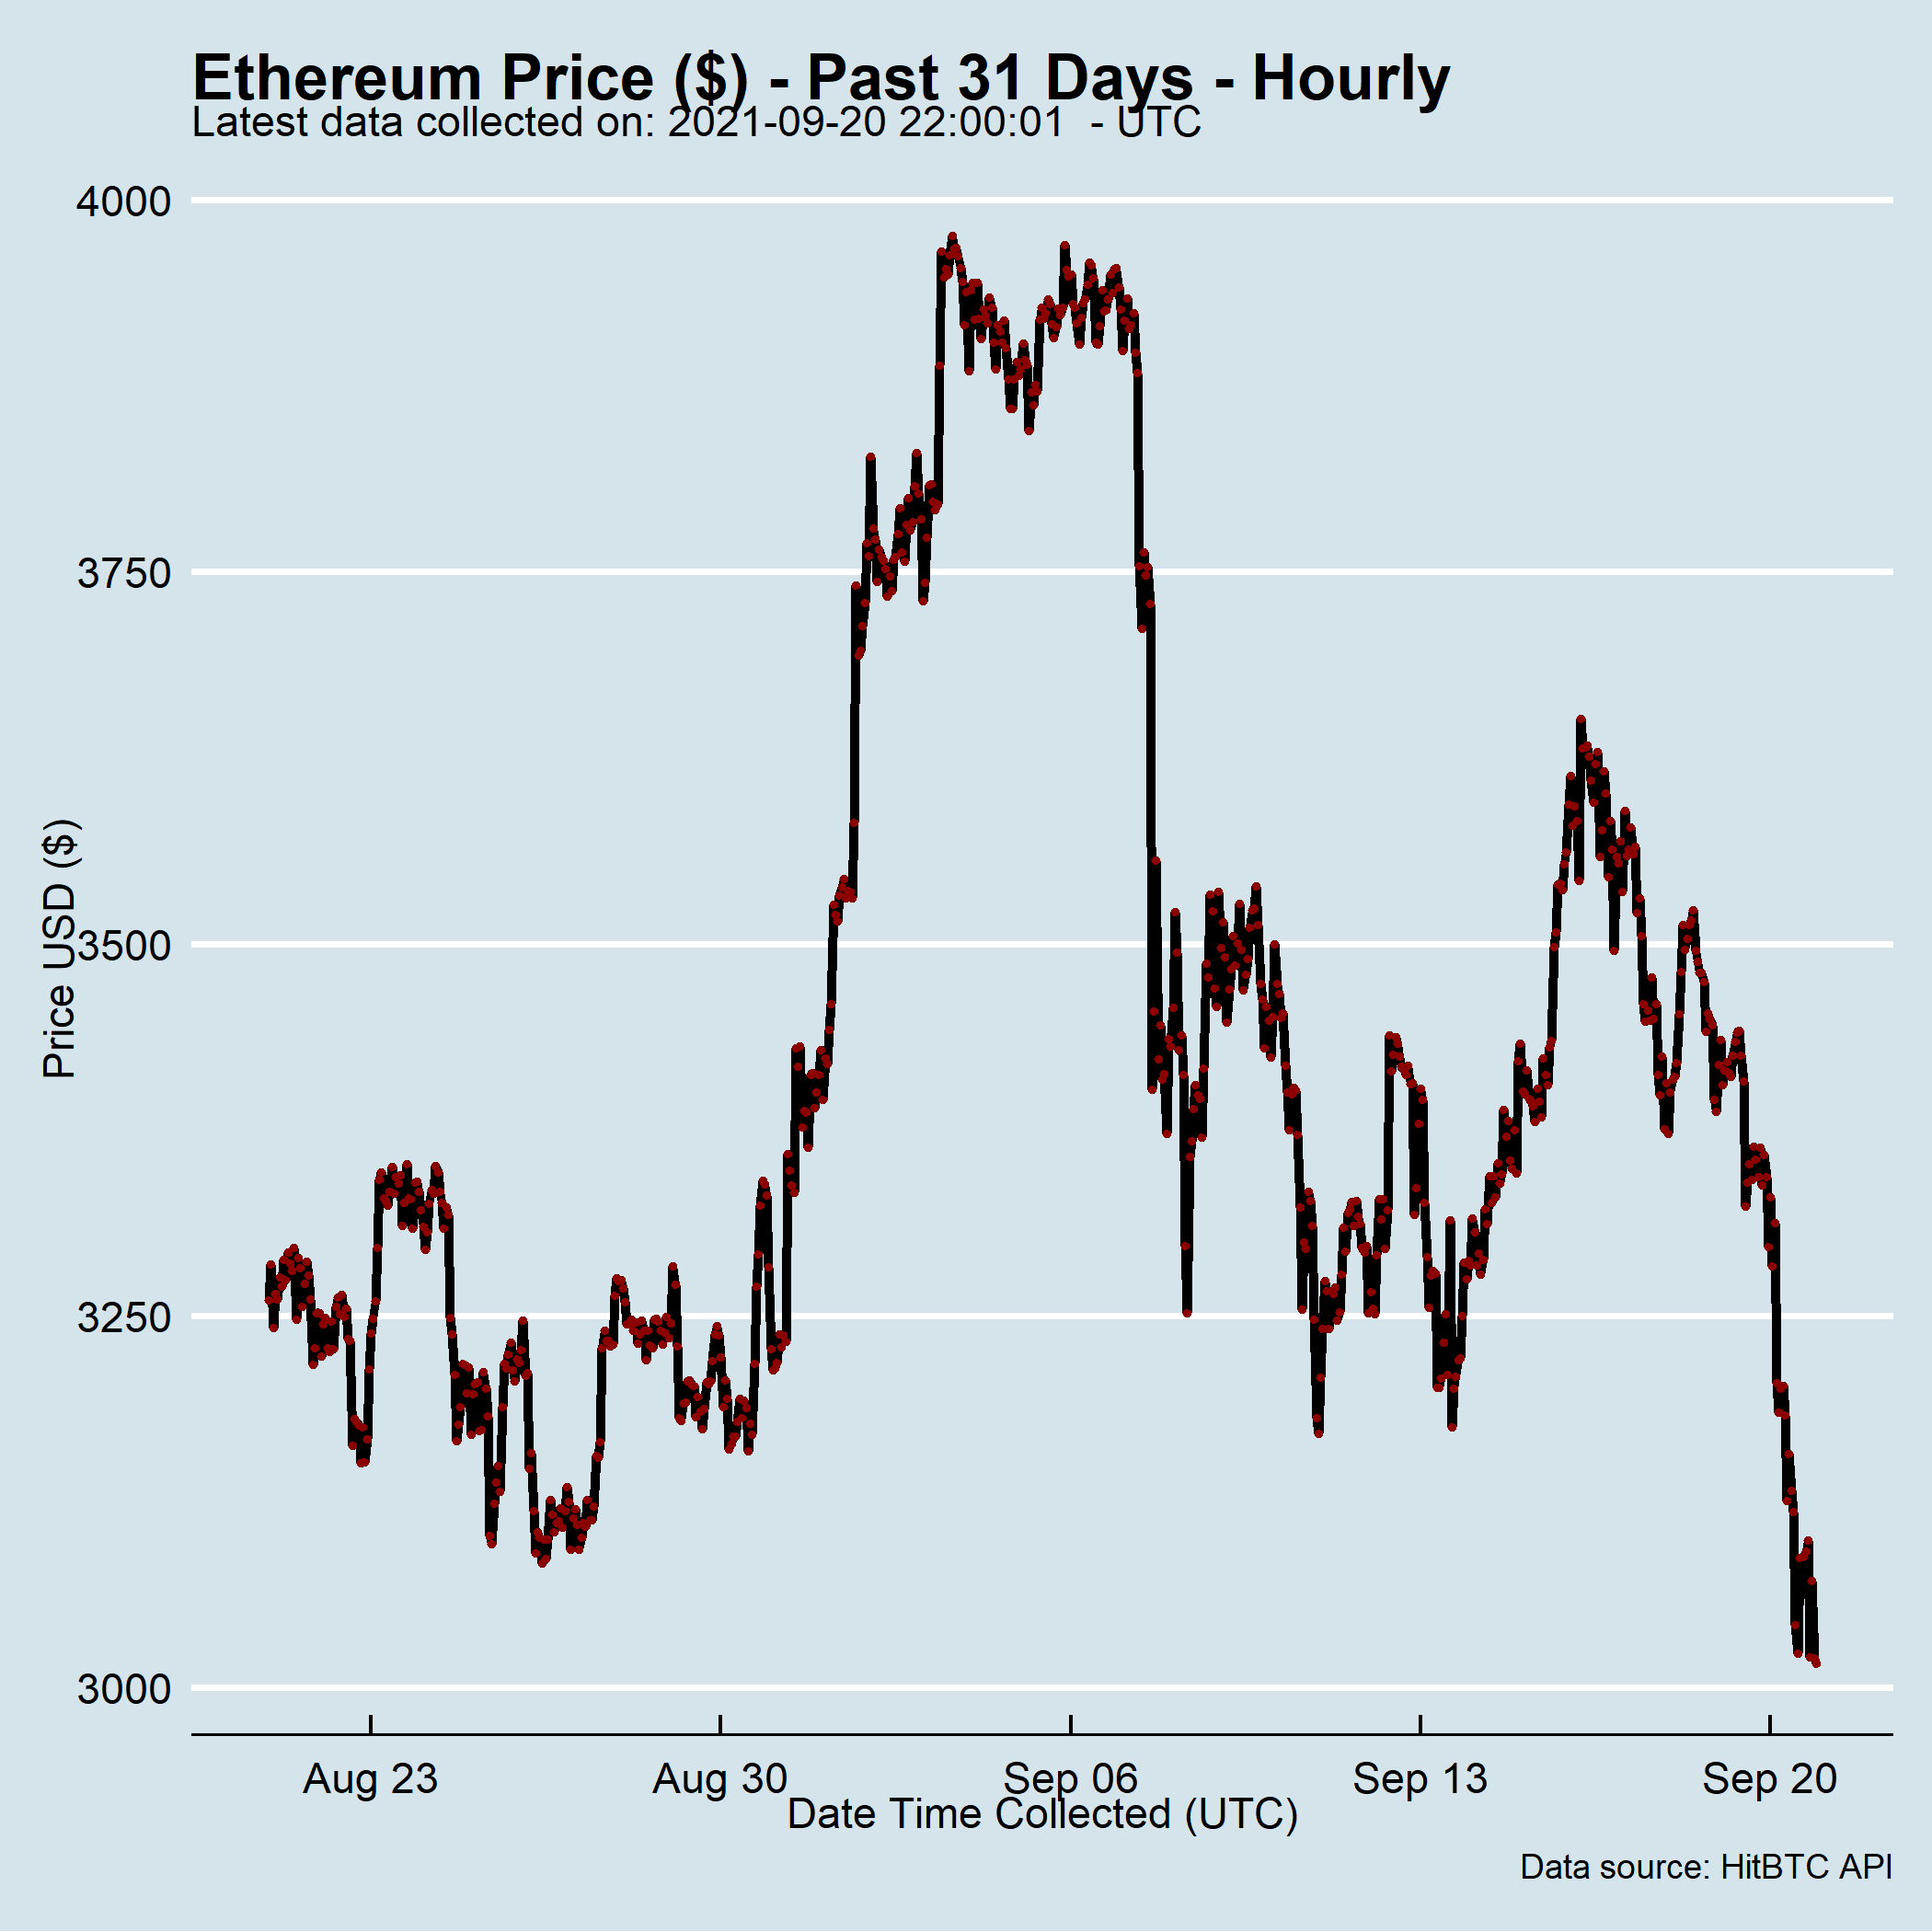 Ethereum Price ($) - Past 31 Days - Hourly
Latest data collected on: 2021-09-20 22:00:01  - UTC
4000
3750
3500
3250
3000
Price USD ($)
Aug 23
Aug 30
Sep 06
Sep 13
Sep 20
Date Time Collected (UTC)
Data source: HitBTC API